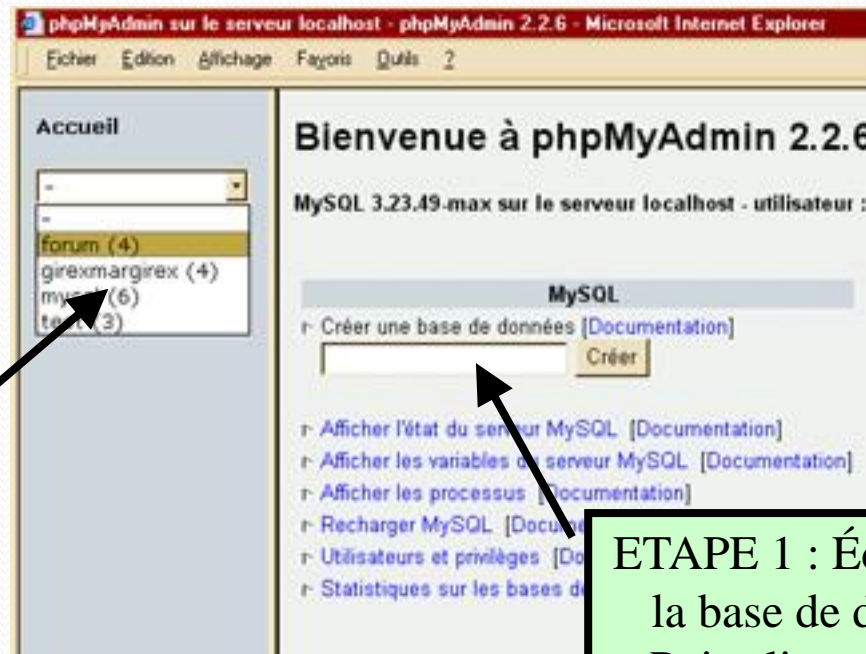 phpMyAdmin sur le serveur localhost - phpMyAdmin 2.2.6 - Microsoft Internet Explorer
Fichier Edition Affichage Favoris Outils ?
Accueil
-
-
forum (4)
girexmargirex (4)
(6)
(3)
Bienvenue à phpMyAdmin 2.2.6
MySQL 3.23.49-max sur le serveur localhost - utilisateur :
MySQL
Créer une base de données [Documentation]
Créer
Afficher l'état du serveur MySQL [Documentation]
Afficher les variables du serveur MySQL [Documentation]
Afficher les processus [Documentation]
Recharger MySQL
Utilisateurs et privilèges
Statistiques sur les bases
ETAPE 1 :
la base de